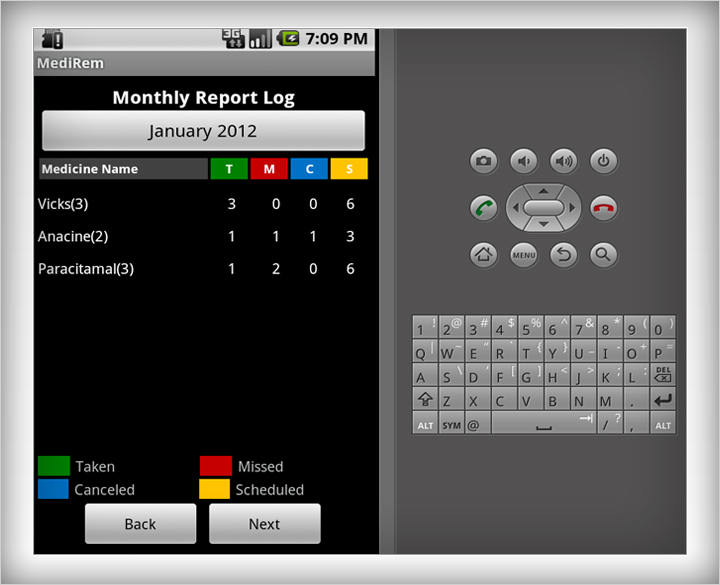 3G 7:09 PM
MediRem
Monthly Report Log
January 2012
Medicine Name T M C S
Vicks(3) 3 0 0 6
Anacine(2) 1 1 1 3
Paracitamal(3) 1 2 0 6
Taken Missed
Canceled Scheduled
Back Next
MENU
1 ! 2 @ 3 # 4 $ 5 % 6 ^ 7 & 8 * 9 ( 0 )
Q | W ~ E " R ` T { Y } U _ I - O + P =
A S \ D ' F [ G ] H < J > K ; L : DEL
Z X C V B N M .
ALT SYM @ / ? , ALT